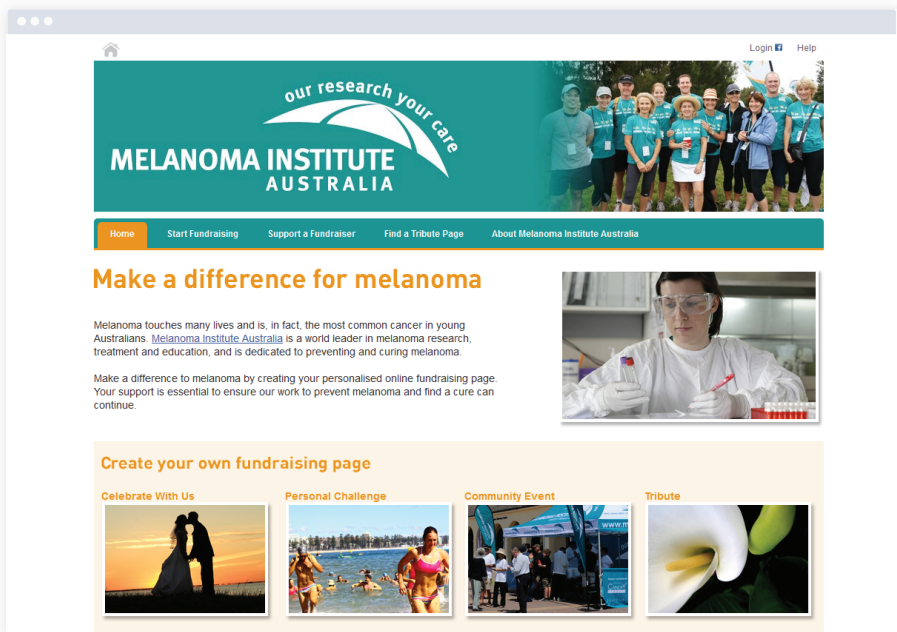 Login Help
our research your care
MELANOMA INSTITUTE
AUSTRALIA
Home Start Fundraising Support a Fundraiser Find a Tribute Page About Melanoma Institute Australia
Make a difference for melanoma
Melanoma touches many lives and is, in fact, the most common cancer in young
Australians. Melanoma Institute Australia is a world leader in melanoma research,
treatment and education, and is dedicated to preventing and curing melanoma.
Make a difference to melanoma by creating your personalised online fundraising page.
Your support is essential to ensure our work to prevent melanoma and find a cure can
continue.
Create your own fundraising page
Celebrate With Us Personal Challenge Community Event Tribute